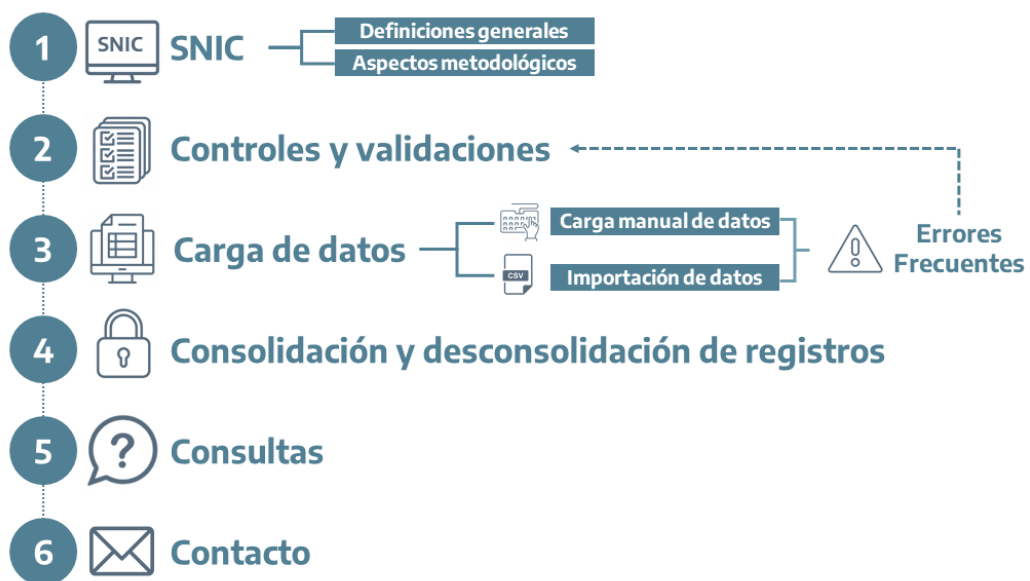 1
SNIC
SNIC
Definiciones generales
Aspectos metodológicos
2
Controles y validaciones
3
Carga de datos
Carga manual de datos
CSV
Importación de datos
Errores
Frecuentes
4
Consolidación y desconsolidación de registros
5
?
Consultas
6
Contacto